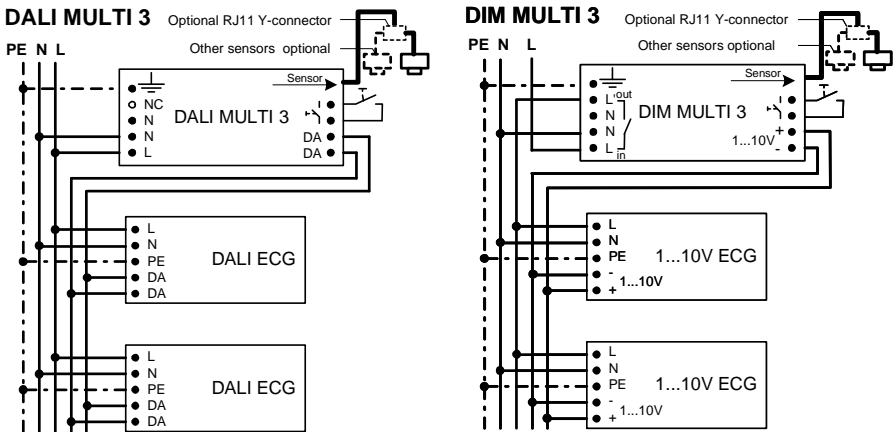 DALI MULTI 3
Optional RJ11 Y-connector
Other sensors optional
PE N L
Sensor
NC
N
N
L
DALI MULTI 3
DA
DA
L
N
PE
DA
DA
DALI ECG
L
N
PE
DA
DA
DALI ECG
DIM MULTI 3
Optional RJ11 Y-connector
Other sensors optional
PE N L
Sensor
L'out
N
N
L
in
DIM MULTI 3
+
1...10V
-
L
N
PE
-
1...10V
+
1...10V ECG
L
N
PE
-
1...10V
+
1...10V ECG